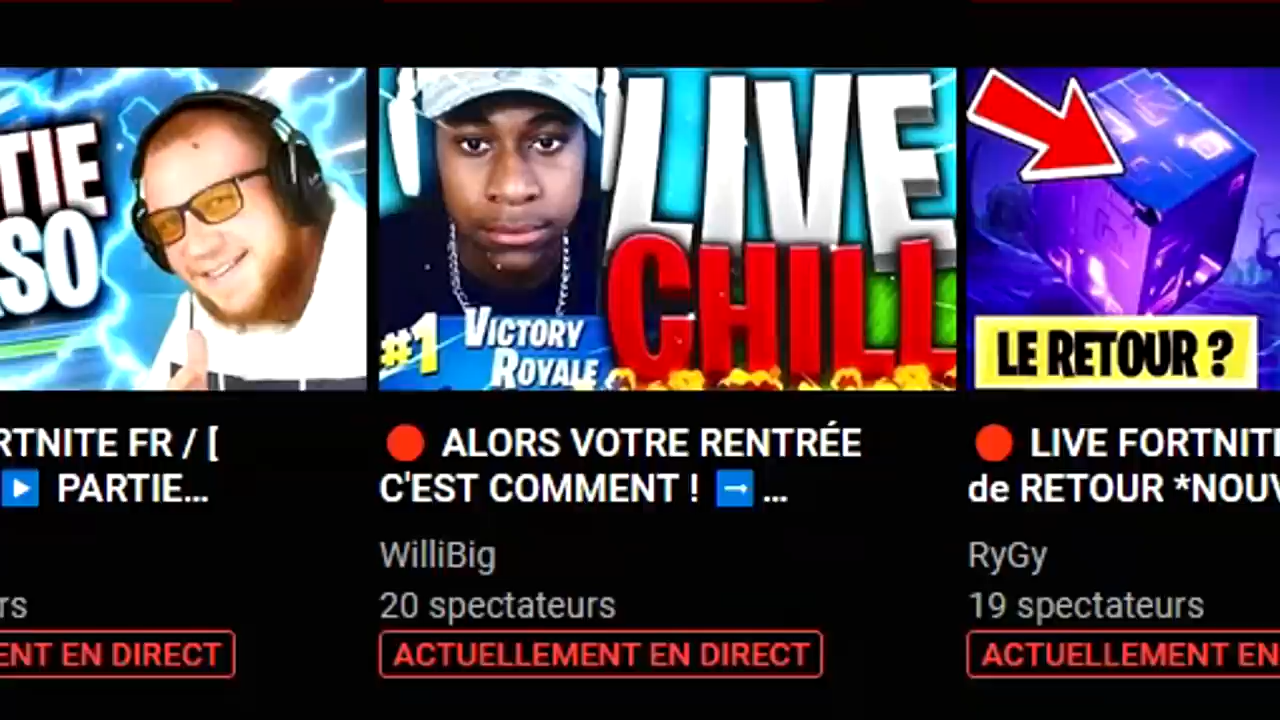 TIE
SO
LIVE
CHILL
#1 VICTORY
ROYALE
LE RETOUR ?
RTNITE FR / [
PARTIE...
rs
ENT EN DIRECT
🔴 ALORS VOTRE RENTRÉE
C'EST COMMENT ! ➡️ ...
WilliBig
20 spectateurs
ACTUELLEMENT EN DIRECT
🔴 LIVE FORTNIT
de RETOUR *NOUV
RyGy
19 spectateurs
ACTUELLEMENT EN